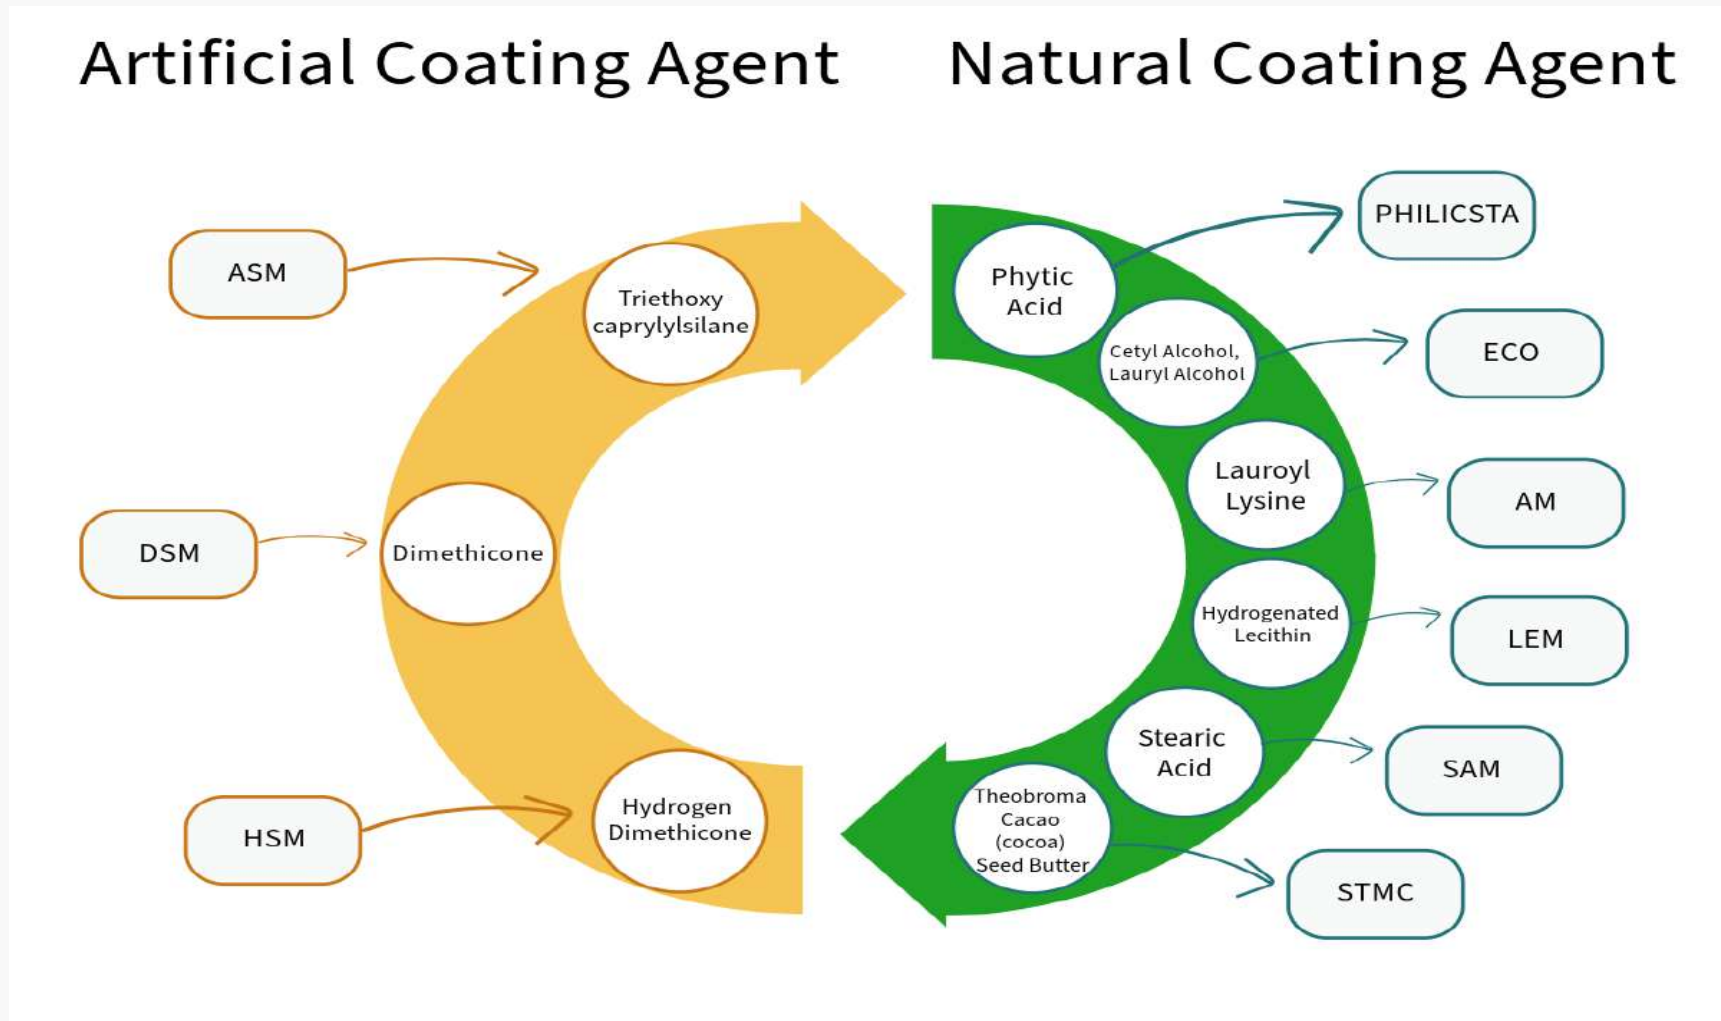 Artificial Coating Agent
Natural Coating Agent
ASM
Triethoxy
caprylylsilane
DSM
Dimethicone
HSM
Hydrogen
Dimethicone
Phytic
Acid
PHILICSTA
Cetyl Alcohol,
Lauryl Alcohol
ECO
Lauroyl
Lysine
AM
Hydrogenated
Lecithin
LEM
Stearic
Acid
SAM
Theobroma
Cacao
(cocoa)
Seed Butter
STMC